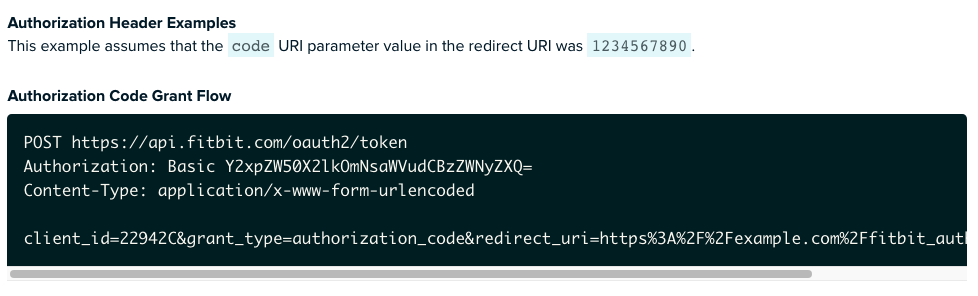 Authorization Header Examples
This example assumes that the code URI parameter value in the redirect URI was 1234567890.
Authorization Code Grant Flow
POST https://api.fitbit.com/oauth2/token
Authorization: Basic Y2xpZW50X2lkOmNsaWVudCBzZWNyZXQ=
Content-Type: application/x-www-form-urlencoded
client_id=22942C&grant_type=authorization_code&redirect_uri=https%3A%2F%2Fexample.com%2Ffitbit_auth